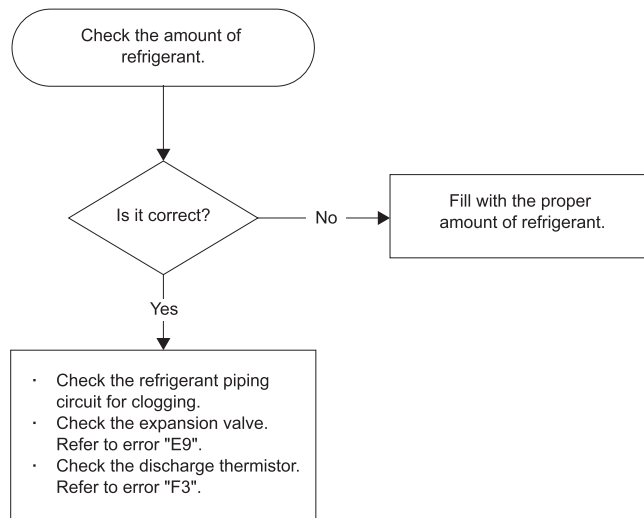 Check the amount of
refrigerant.
Is it correct?
No
Fill with the proper
amount of refrigerant.
Yes
· Check the refrigerant piping
circuit for clogging.
· Check the expansion valve.
Refer to error "E9".
· Check the discharge thermistor.
Refer to error "F3".